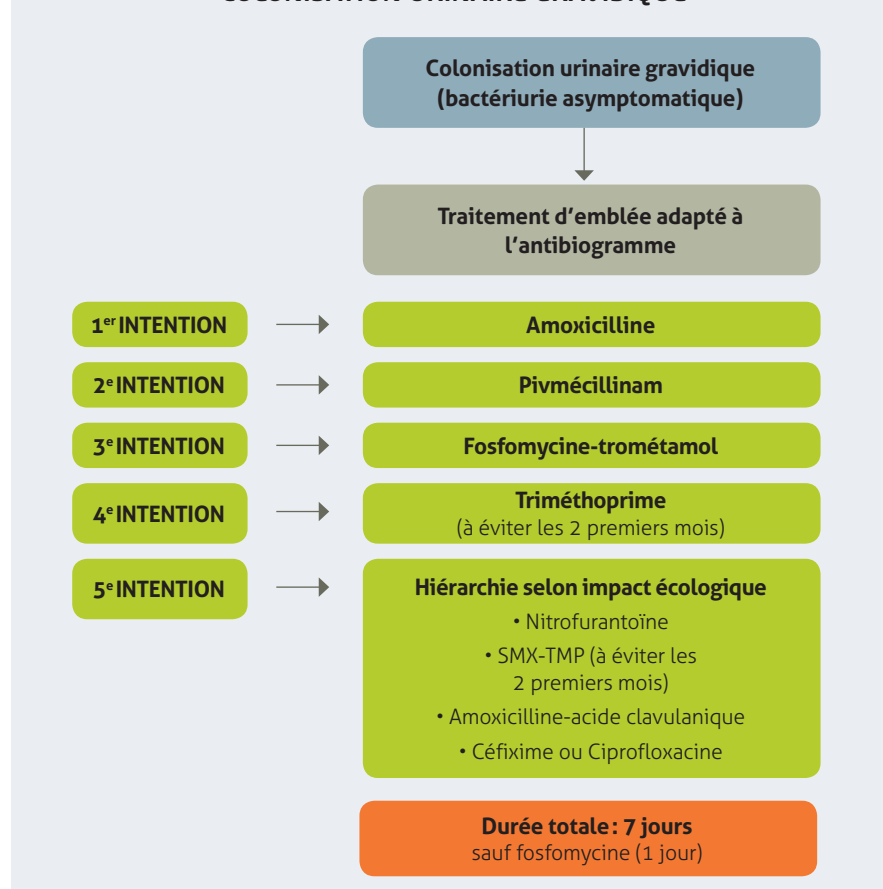 Colonisation urinaire gravidique
(bactériurie asymptomatique)
Traitement d'emblée adapté à
l'antibiogramme
1er INTENTION
Amoxicilline
2e INTENTION
Pivmécillinam
3e INTENTION
Fosfomycine-trométamol
4e INTENTION
Triméthoprime
(à éviter les 2 premiers mois)
5e INTENTION
Hiérarchie selon impact écologique
• Nitrofurantoïne
• SMX-TMP (à éviter les
2 premiers mois)
• Amoxicilline-acide clavulanique
• Céfixime ou Ciprofloxacine
Durée totale : 7 jours
sauf fosfomycine (1 jour)